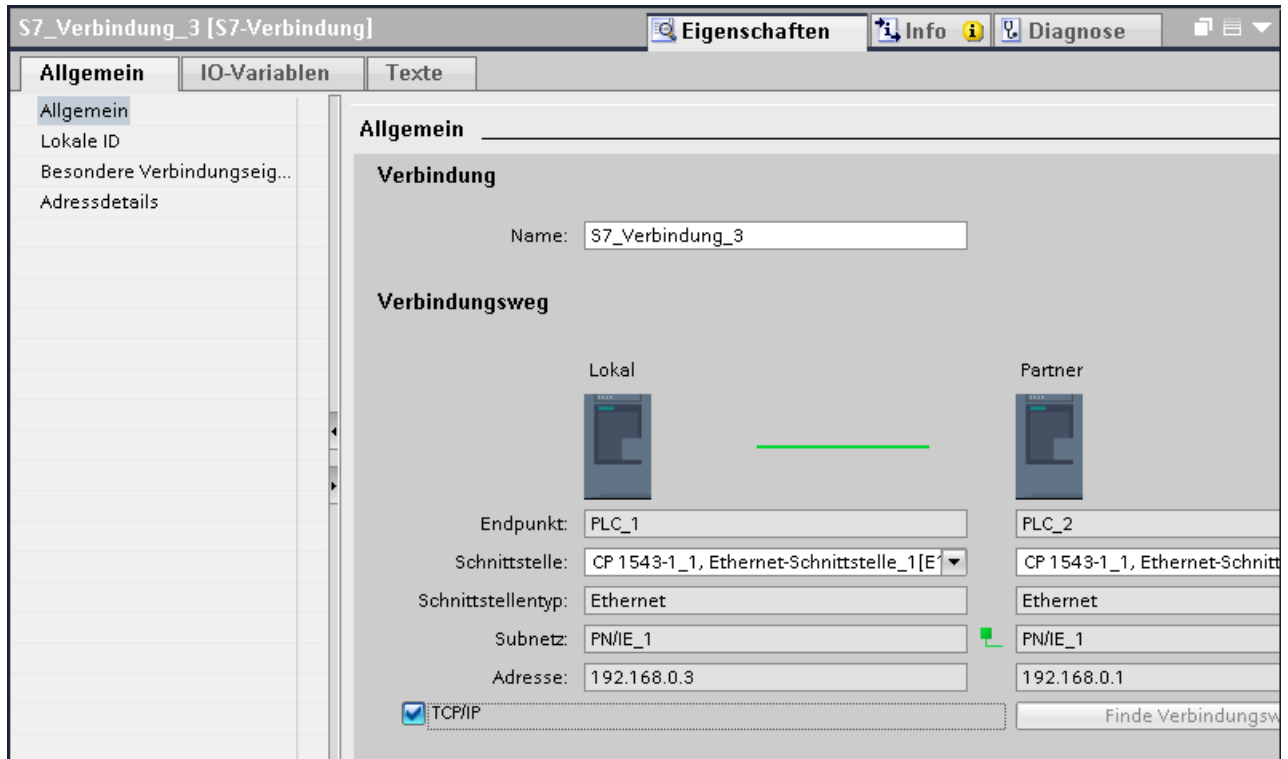 S7_Verbindung_3 [S7-Verbindung]
Eigenschaften
Info
Diagnose
Allgemein
IO-Variablen
Texte
Allgemein
Lokale ID
Besondere Verbindungseig...
Adressdetails
Allgemein
Verbindung
Name: S7_Verbindung_3
Verbindungsweg
Lokal Partner
Endpunkt: PLC_1 PLC_2
Schnittstelle: CP 1543-1_1, Ethernet-Schnittstelle_1[E1 CP 1543-1_1, Ethernet-Schnitt
Schnittstellentyp: Ethernet Ethernet
Subnetz: PN/IE_1 PN/IE_1
Adresse: 192.168.0.3 192.168.0.1
TCP/IP Finde Verbindungsw